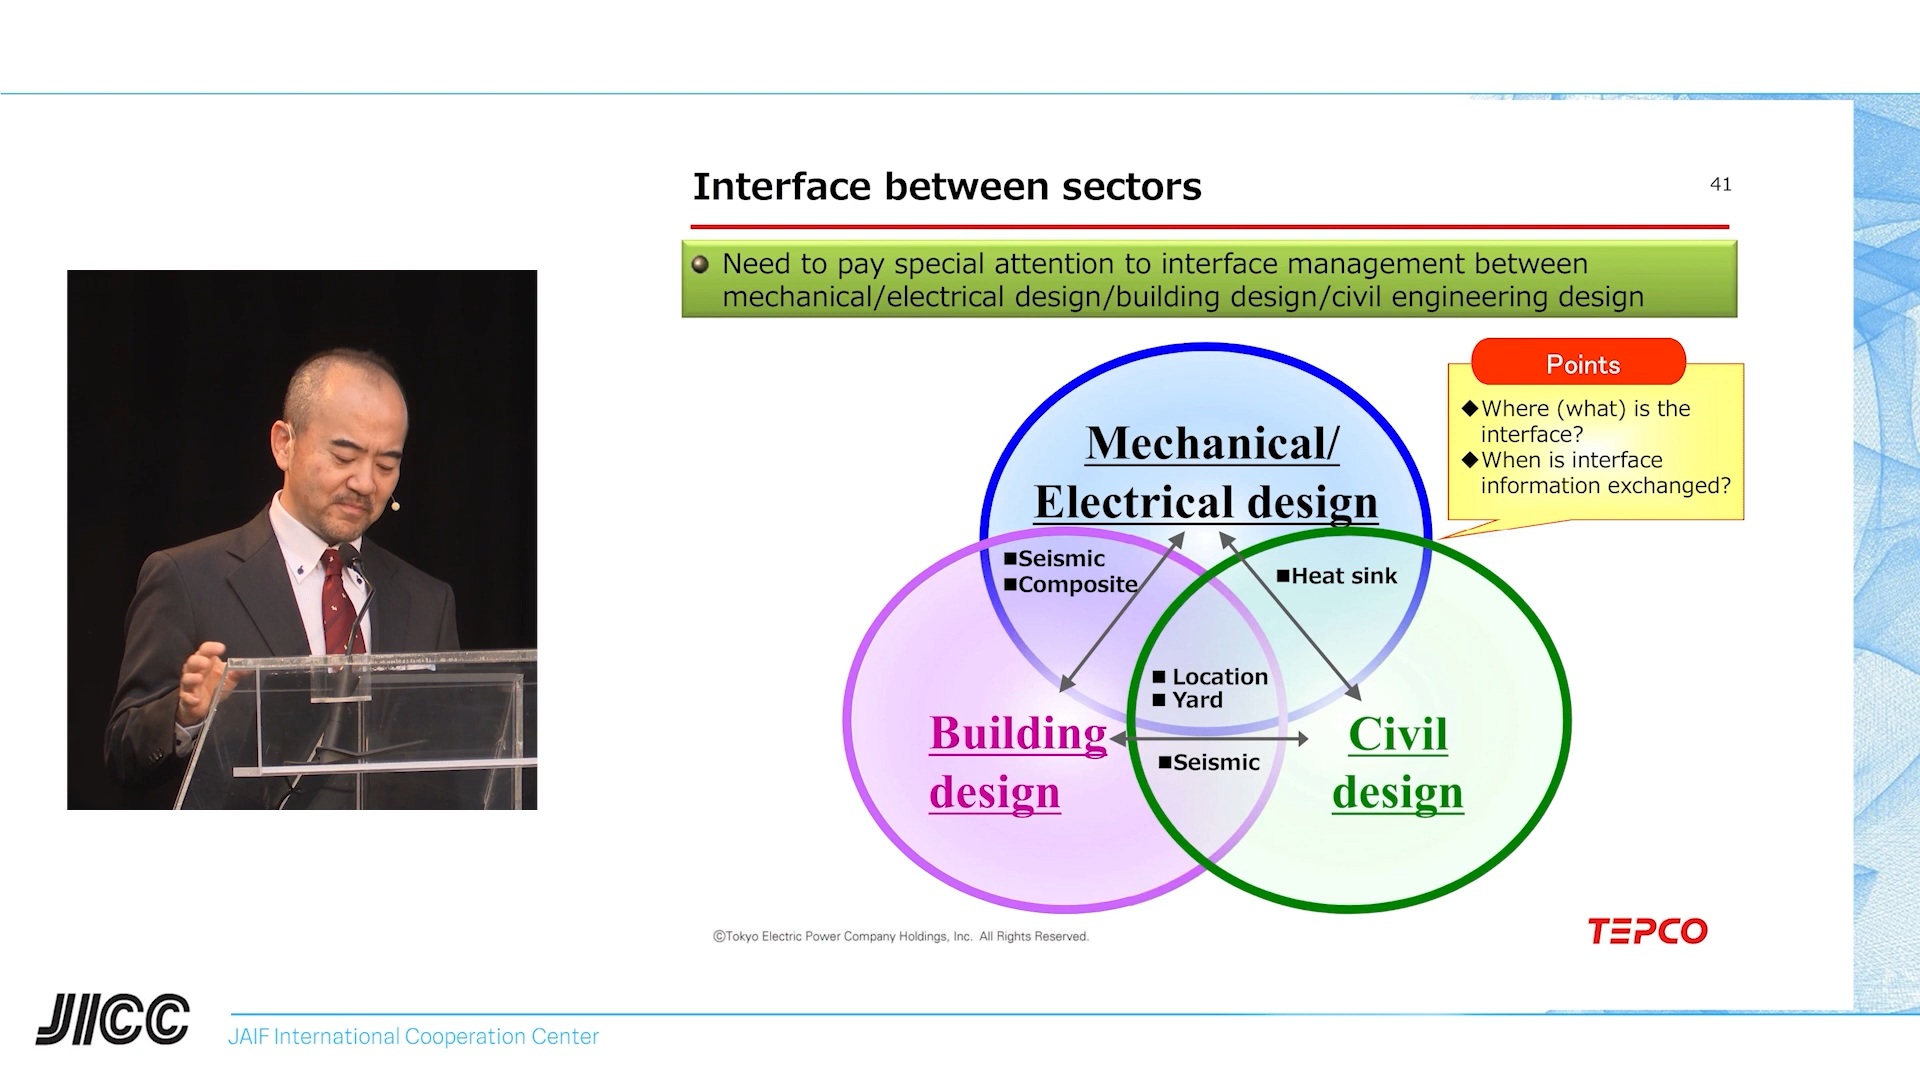 Interface between sectors
41
Need to pay special attention to interface management between
mechanical/electrical design/building design/civil engineering design
Points
◆Where (what) is the
interface?
◆When is interface
information exchanged?
Mechanical/
Electrical design
■Seismic
■Composite
■Heat sink
■ Location
■ Yard
Building
design
Civil
design
■Seismic
©Tokyo Electric Power Company Holdings, Inc. All Rights Reserved.
TEPCO
JICC
JAIF International Cooperation Center